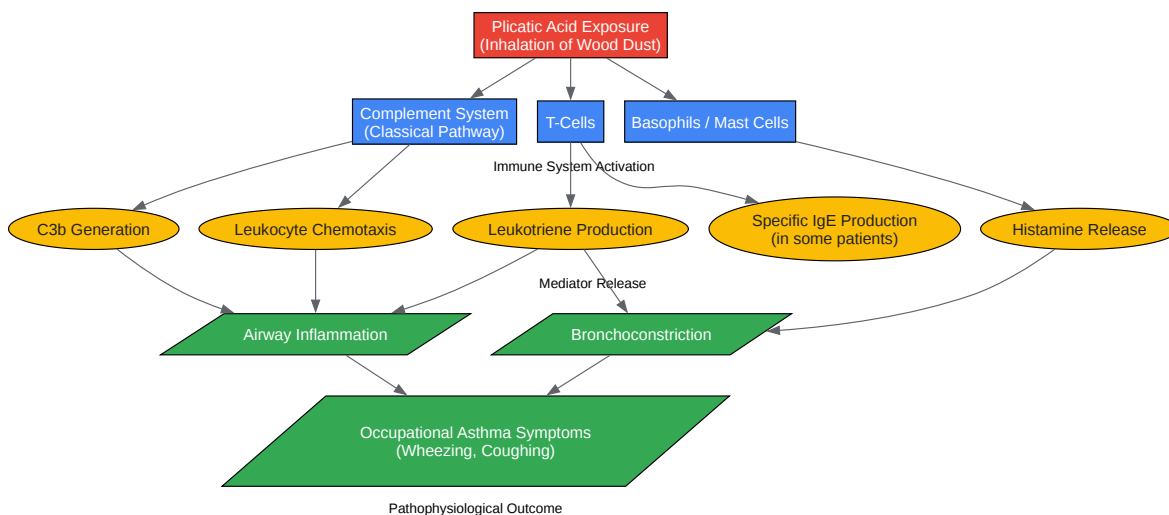 Plicatic Acid Exposure
(Inhalation of Wood Dust)
Complement System
(Classical Pathway)
T-Cells
Basophils / Mast Cells
Immune System Activation
C3b Generation
Leukocyte Chemotaxis
Leukotriene Production
Specific IgE Production
(in some patients)
Histamine Release
Mediator Release
Airway Inflammation
Bronchoconstriction
Occupational Asthma Symptoms
(Wheezing, Coughing)
Pathophysiological Outcome